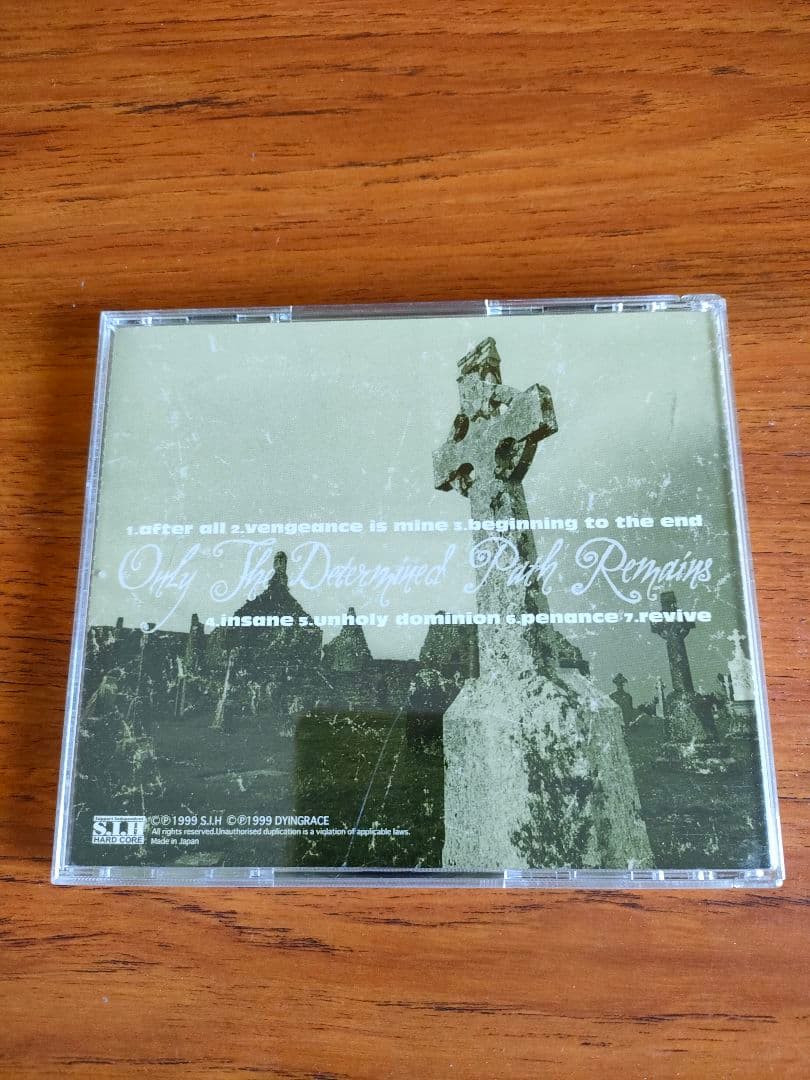 1.after all 2.vengeance is mine 3.beginning to the end
Only The Determined Path Remains
4.insane 5.unholy dominion 6.penance 7.revive
Support Independent
S.I.H
HARD CORE
©℗1999 S.I.H ©℗1999 DYINGRACE
All rights reserved.Unauthorised duplication is a violation of applicable laws.
Made in Japan